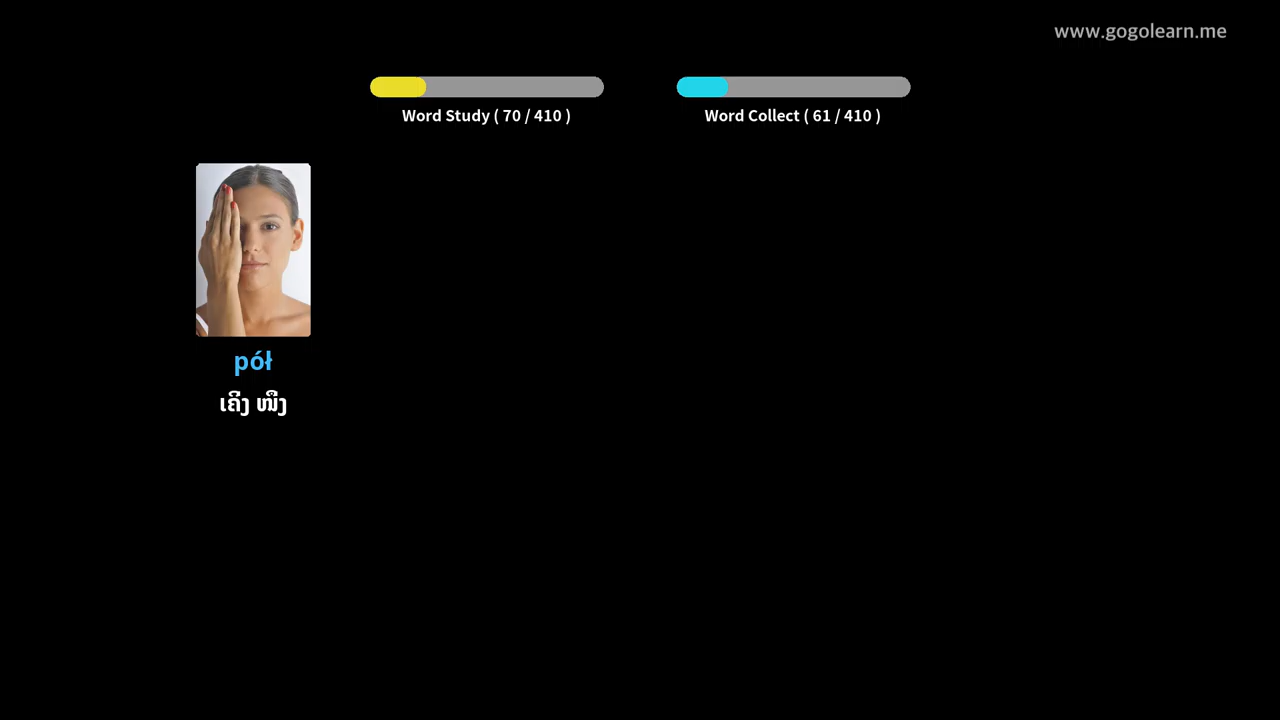 www.gogolearn.me
Word Study ( 70 / 410 )
Word Collect ( 61 / 410 )
pół
ເຄິ່ງ ໜຶ່ງ